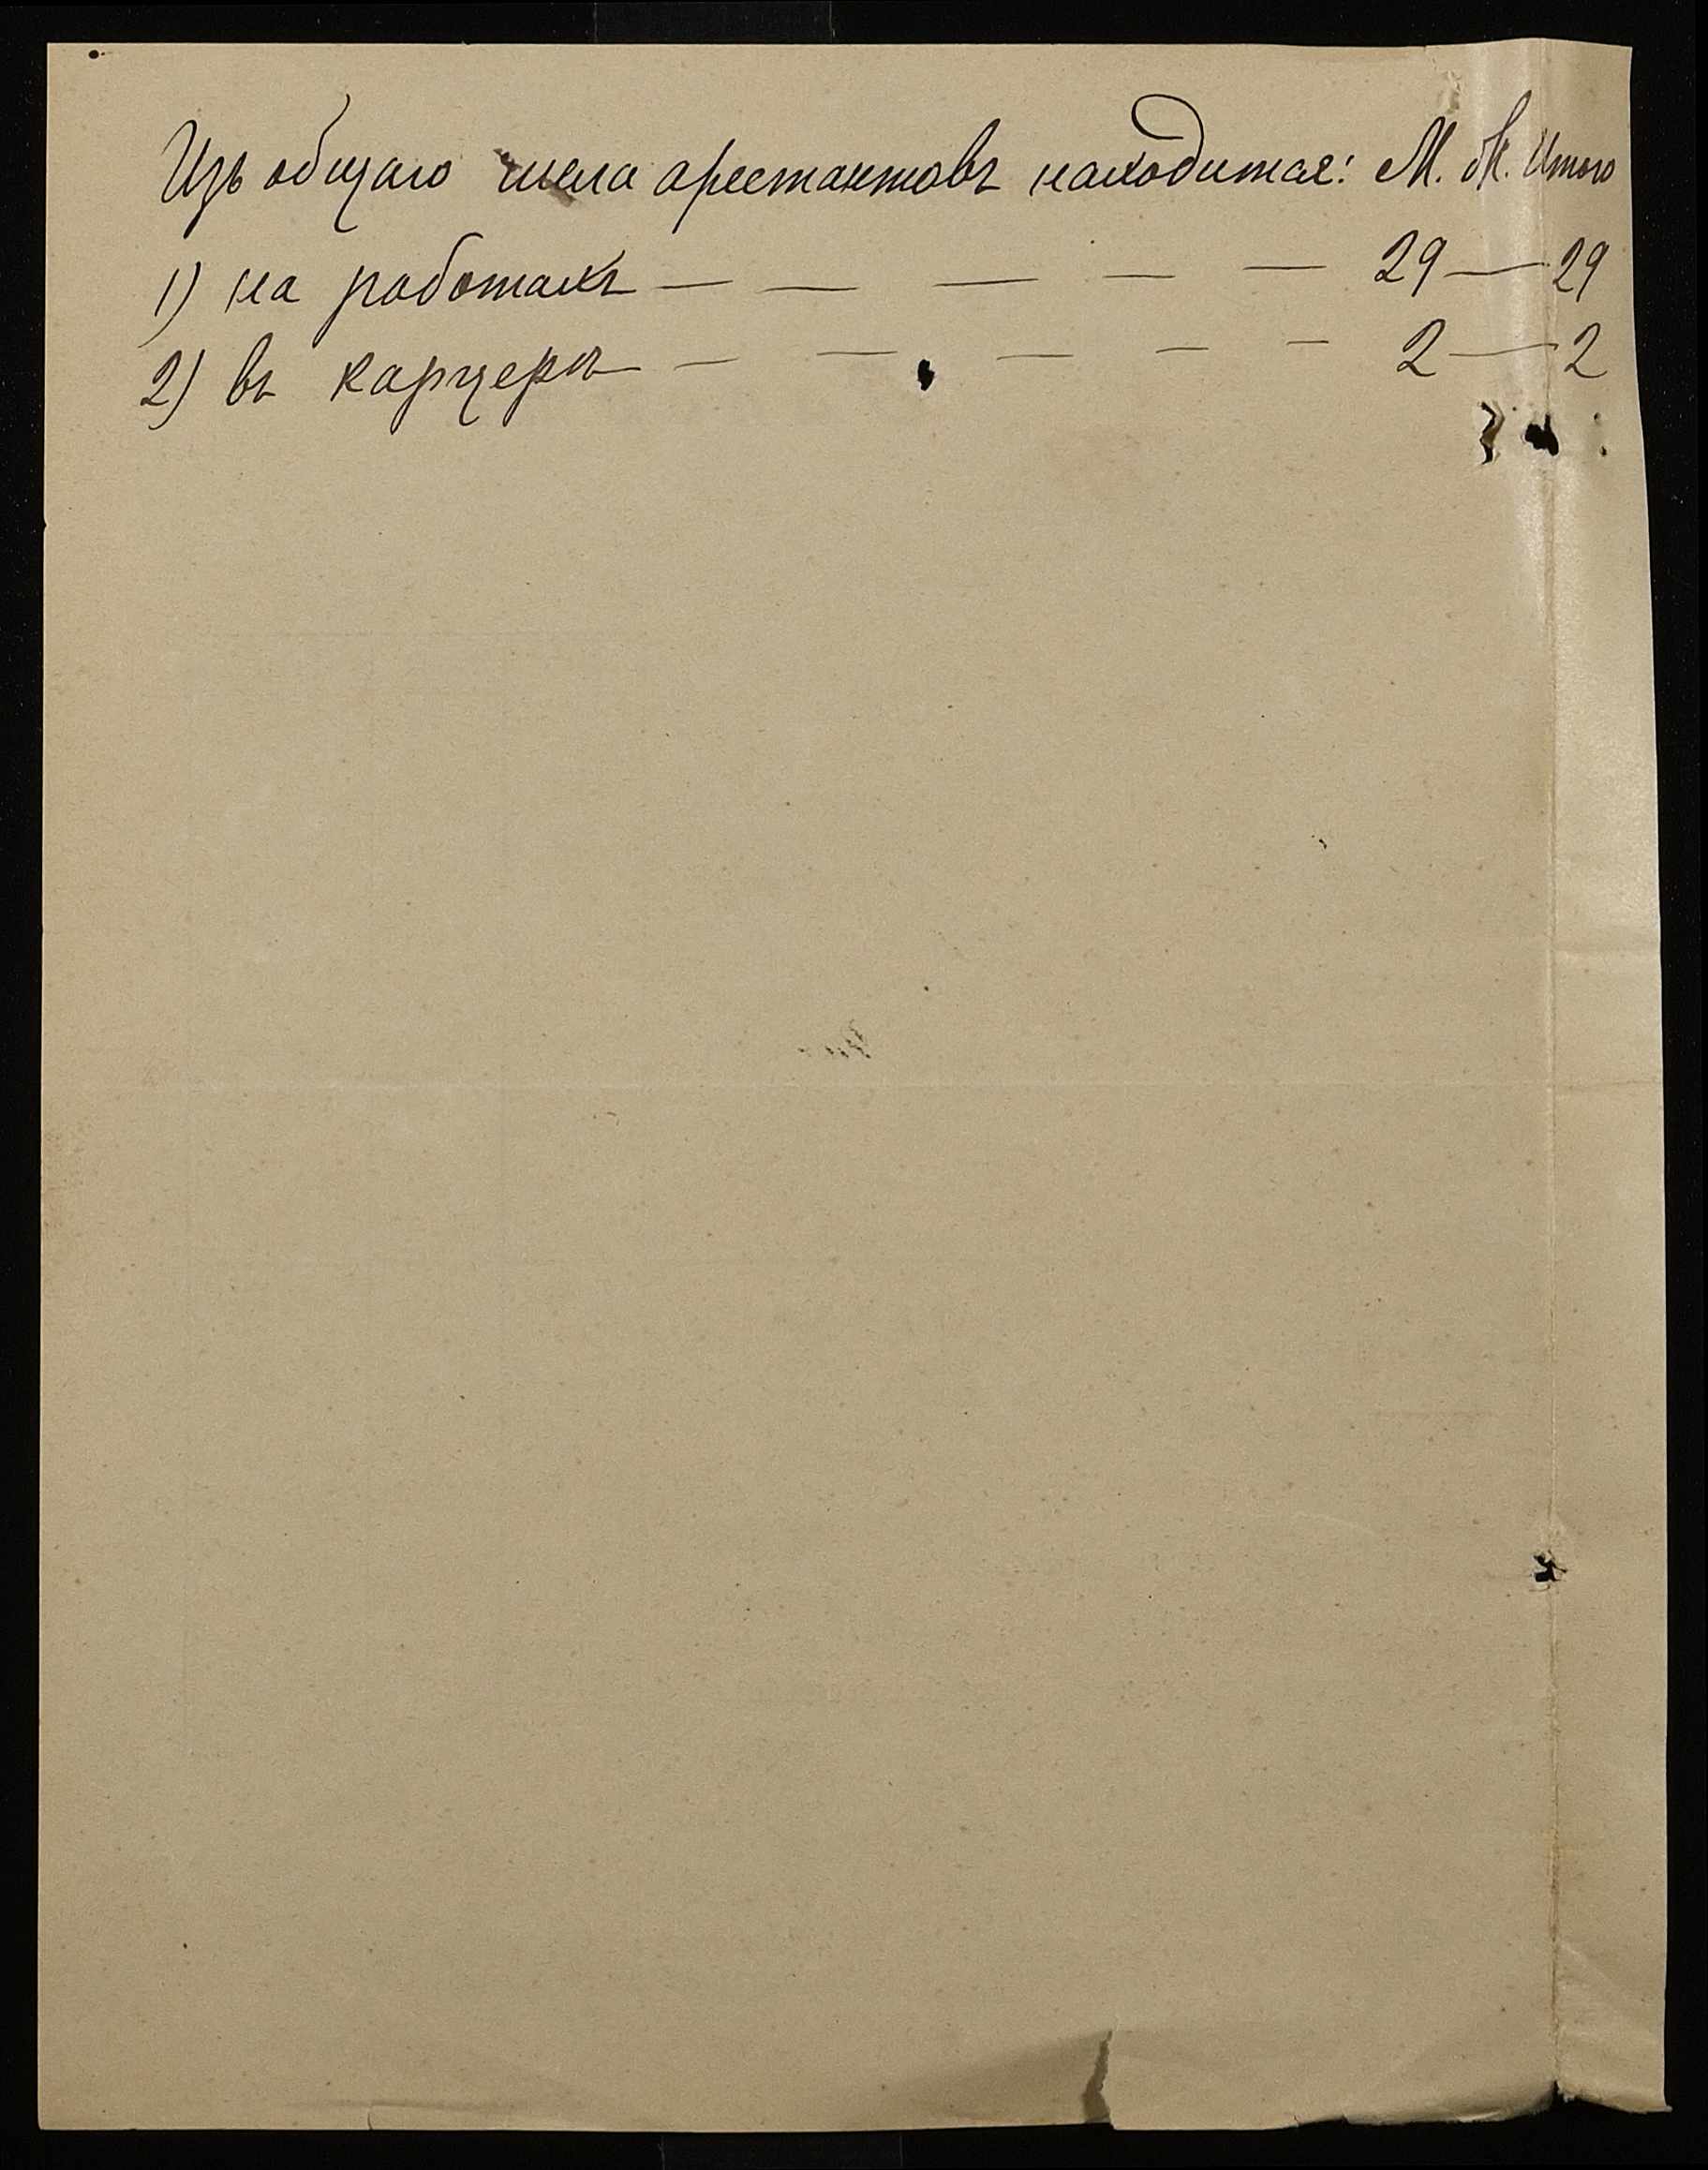 Изъ общаго числа арестантовъ находится: М. Ж. Итого
1) на работахъ — — — — — 29 — 29
2) въ карцерѣ — — — — — 2 — 2